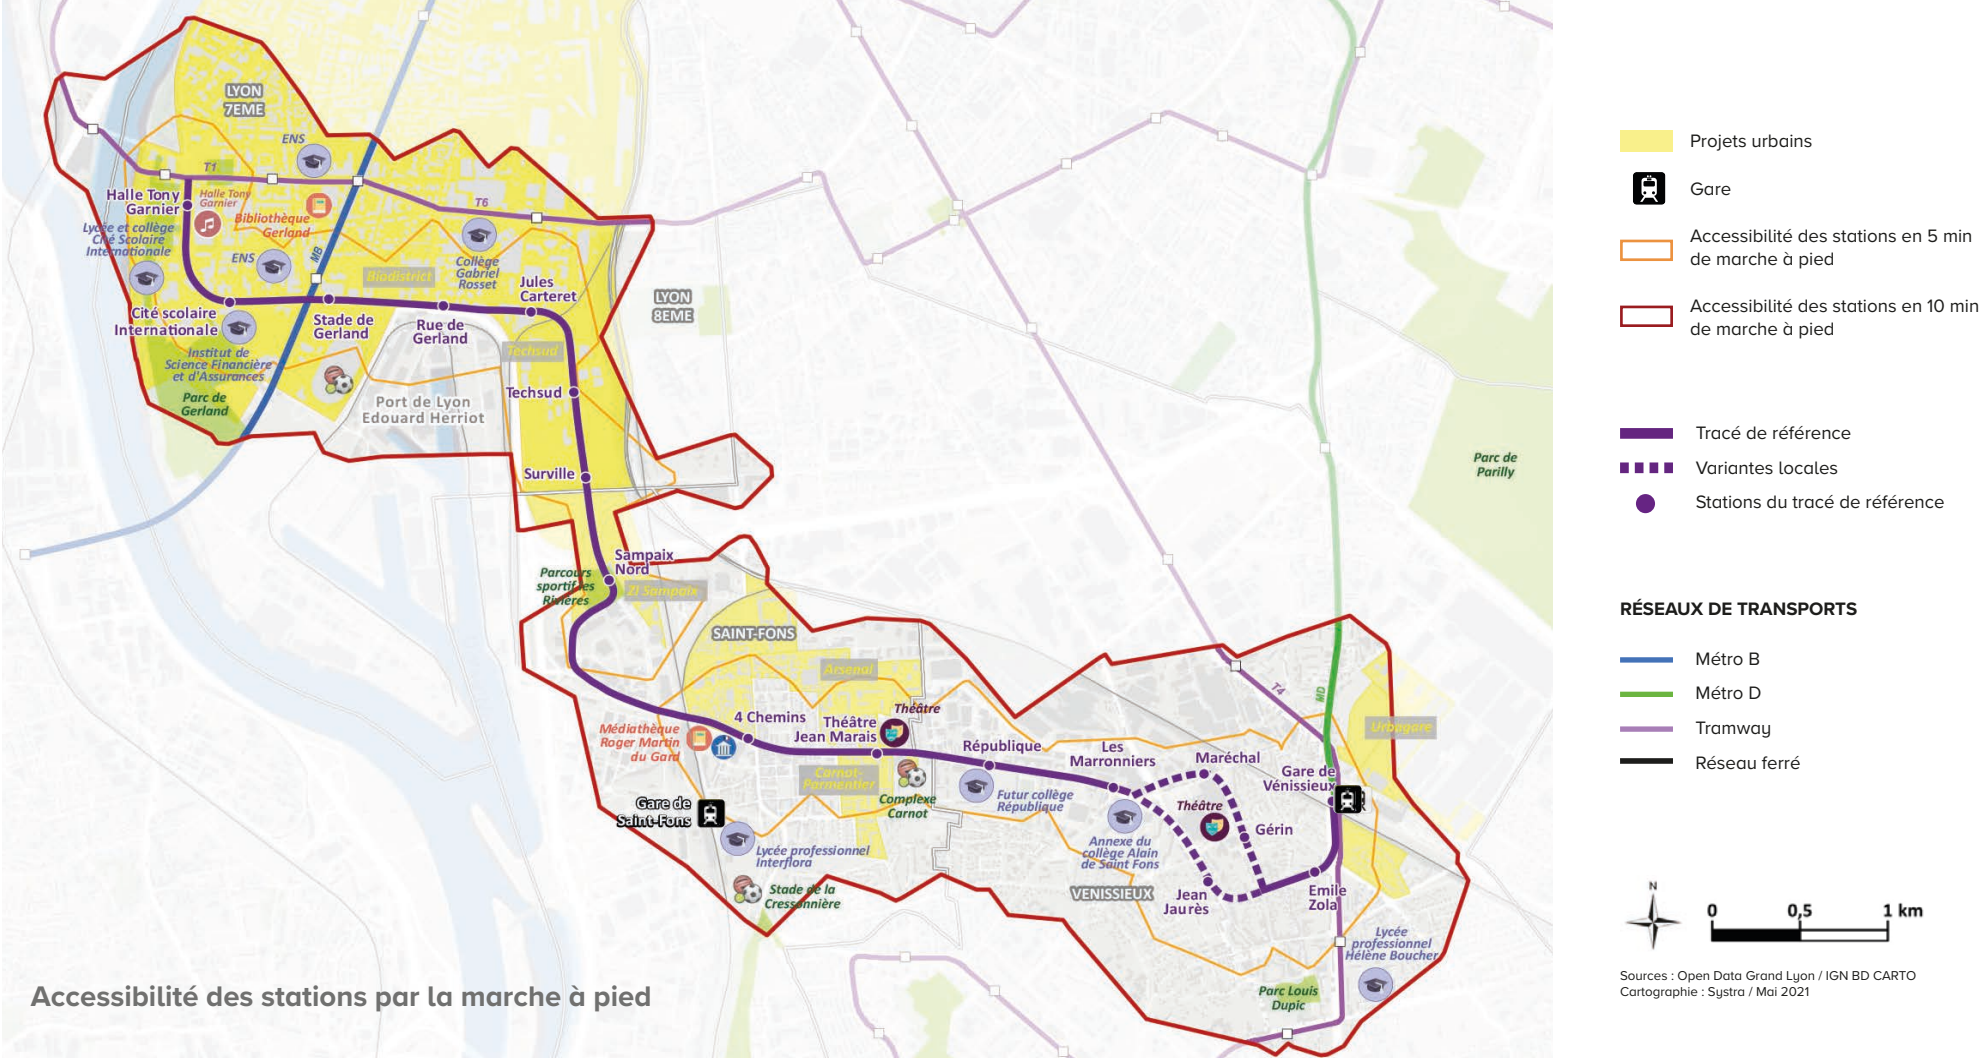 LYON
7EME
ENS
T1
Halle Tony
Garnier
Halle Tony
Garnier
Bibliothèque
Gerland
T6
Lycée et collège
Cité Scolaire
Internationale
ENS
MB
Biodistrict
Collège
Gabriel
Rosset
Jules
Carteret
LYON
8EME
Cité scolaire
Internationale
Stade de
Gerland
Rue de
Gerland
Institut de
Science Financière
et d'Assurances
Techsud
Parc de
Gerland
Port de Lyon
Edouard Herriot
Techsud
Surville
Parc de
Parilly
Sampaix
Nord
Parcours
sportif les
Rivières
ZI Sampaix
SAINT-FONS
Arsenal
T4
MD
Urbagare
Médiathèque
Roger Martin
du Gard
4 Chemins
Théâtre
Jean Marais
Théâtre
République
Les
Marronniers
Maréchal
Gare de
Vénissieux
Carnot-
Parmentier
Complexe
Carnot
Futur collège
République
Théâtre
Gérin
Gare de
Saint-Fons
Lycée professionnel
Interflora
Annexe du
collège Alain
de Saint Fons
Stade de la
Cressonnière
VENISSIEUX
Jean
Jaurès
Emile
Zola
Lycée
professionnel
Hélène Boucher
Parc Louis
Dupic
Accessibilité des stations par la marche à pied
Projets urbains
Gare
Accessibilité des stations en 5 min
de marche à pied
Accessibilité des stations en 10 min
de marche à pied
Tracé de référence
Variantes locales
Stations du tracé de référence
RÉSEAUX DE TRANSPORTS
Métro B
Métro D
Tramway
Réseau ferré
N
0 0,5 1 km
Sources : Open Data Grand Lyon / IGN BD CARTO
Cartographie : Systra / Mai 2021